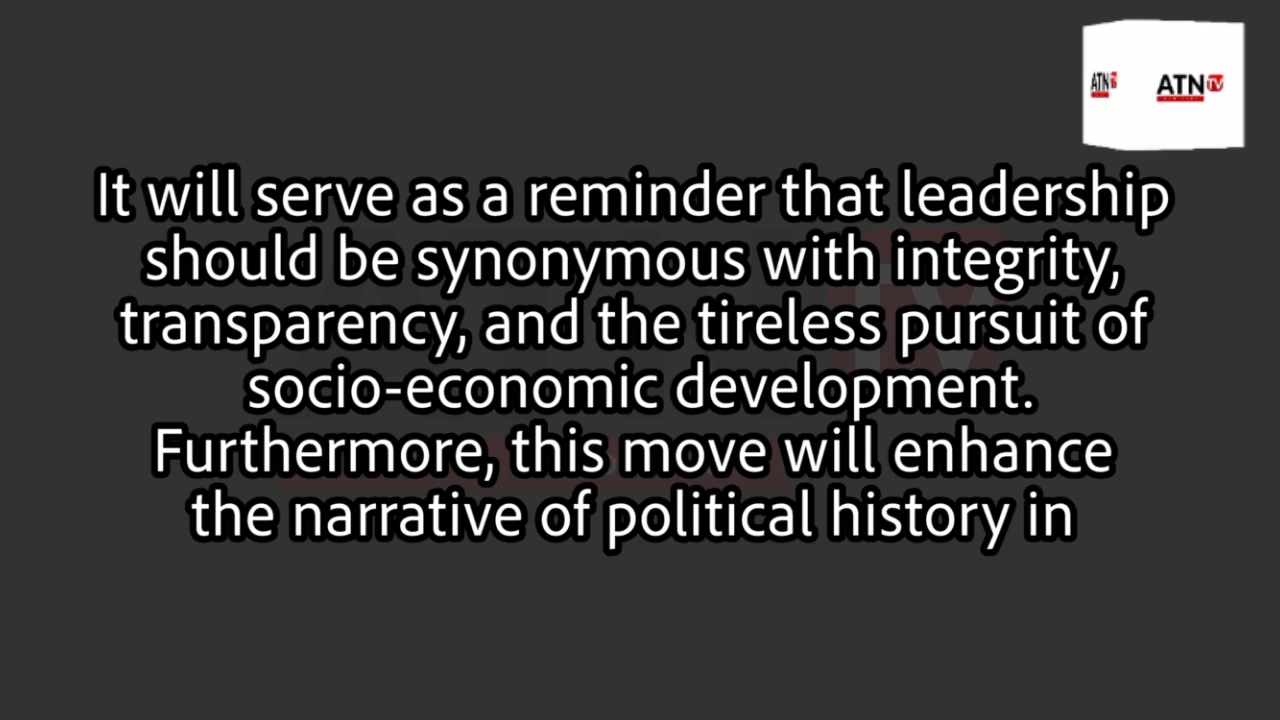 ATN TV
ATN TV
It will serve as a reminder that leadership
should be synonymous with integrity,
transparency, and the tireless pursuit of
socio-economic development.
Furthermore, this move will enhance
the narrative of political history in